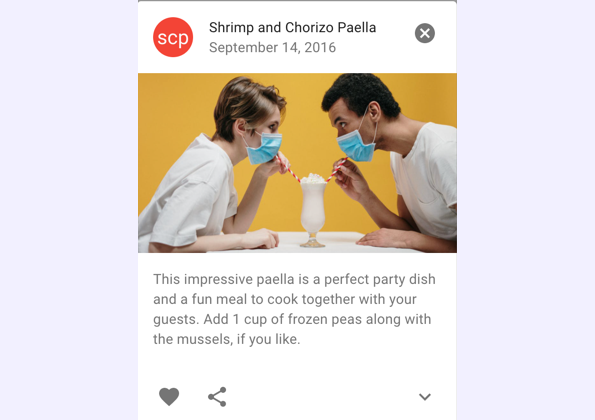 scp
Shrimp and Chorizo Paella
September 14, 2016
This impressive paella is a perfect party dish
and a fun meal to cook together with your
guests. Add 1 cup of frozen peas along with
the mussels, if you like.